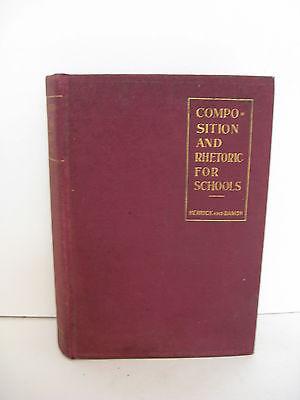 COMPO-
SITION
AND
RHETORIC
FOR
SCHOOLS
HERRICK AND DAMON